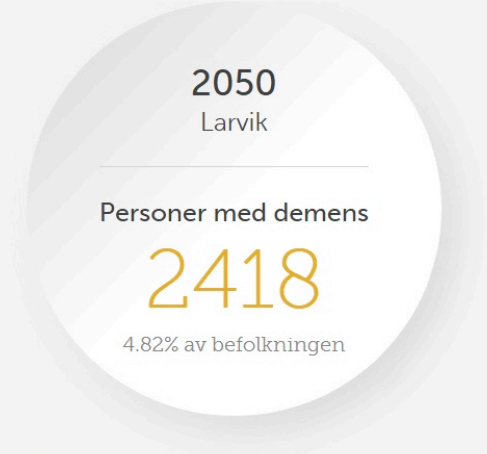 2050
Larvik
Personer med demens
2418
4.82% av befolkningen